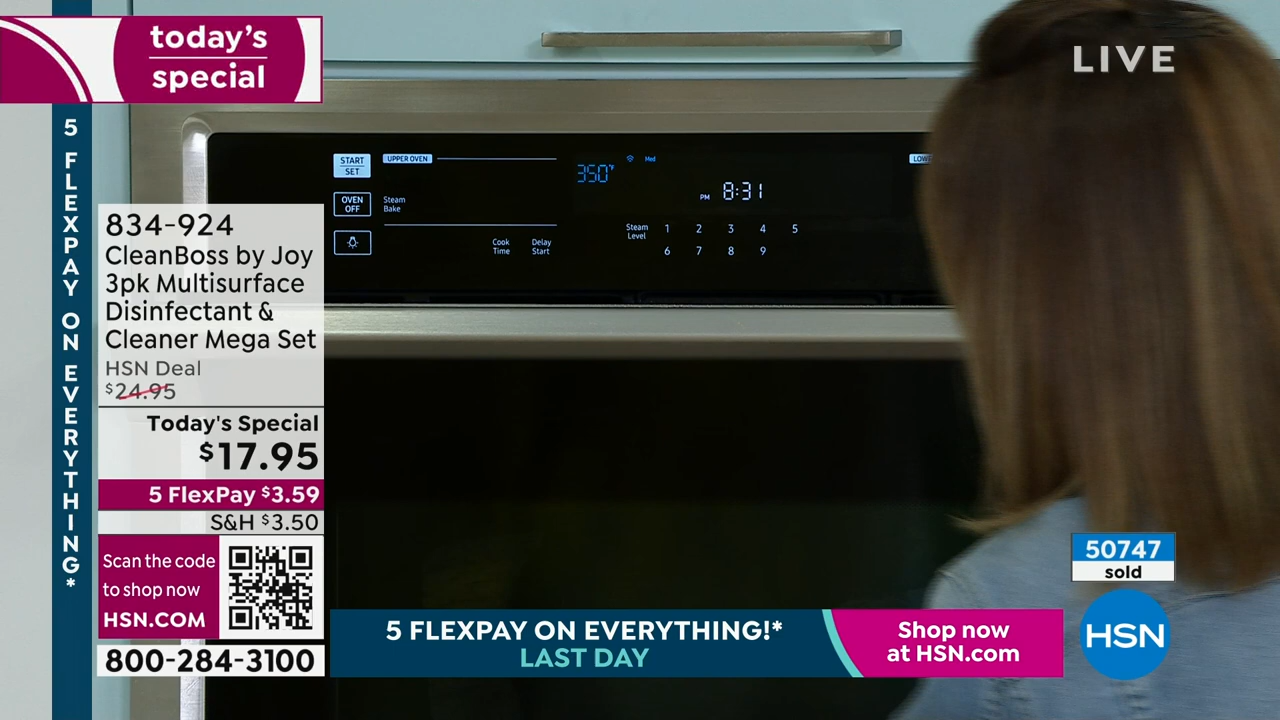 today's
special
LIVE
5 FLEXPAY ON EVERYTHING*
START
SET
UPPER OVEN
350°
Med
OVEN
OFF
Steam
Bake
PM 8:31
Steam
Level
1 2 3 4 5
6 7 8 9
Cook
Time
Delay
Start
834-924
CleanBoss by Joy
3pk Multisurface
Disinfectant &
Cleaner Mega Set
HSN Deal
$24.95
Today's Special
$17.95
5 FlexPay $3.59
S&H $3.50
Scan the code
to shop now
HSN.COM
800-284-3100
5 FLEXPAY ON EVERYTHING!*
LAST DAY
Shop now
at HSN.com
50747
sold
HSN